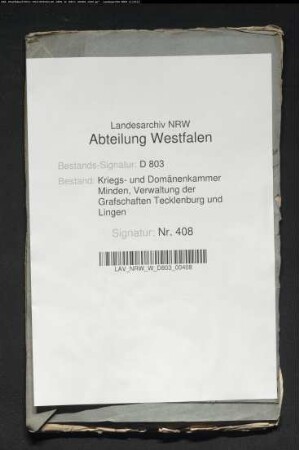 Landesarchiv NRW
Abteilung Westfalen
Bestands-Signatur: D 803
Bestand: Kriegs- und Domänenkammer
Minden, Verwaltung der
Grafschaften Tecklenburg und
Lingen
Signatur: Nr. 408
LAV_NRW_W_D803_00408